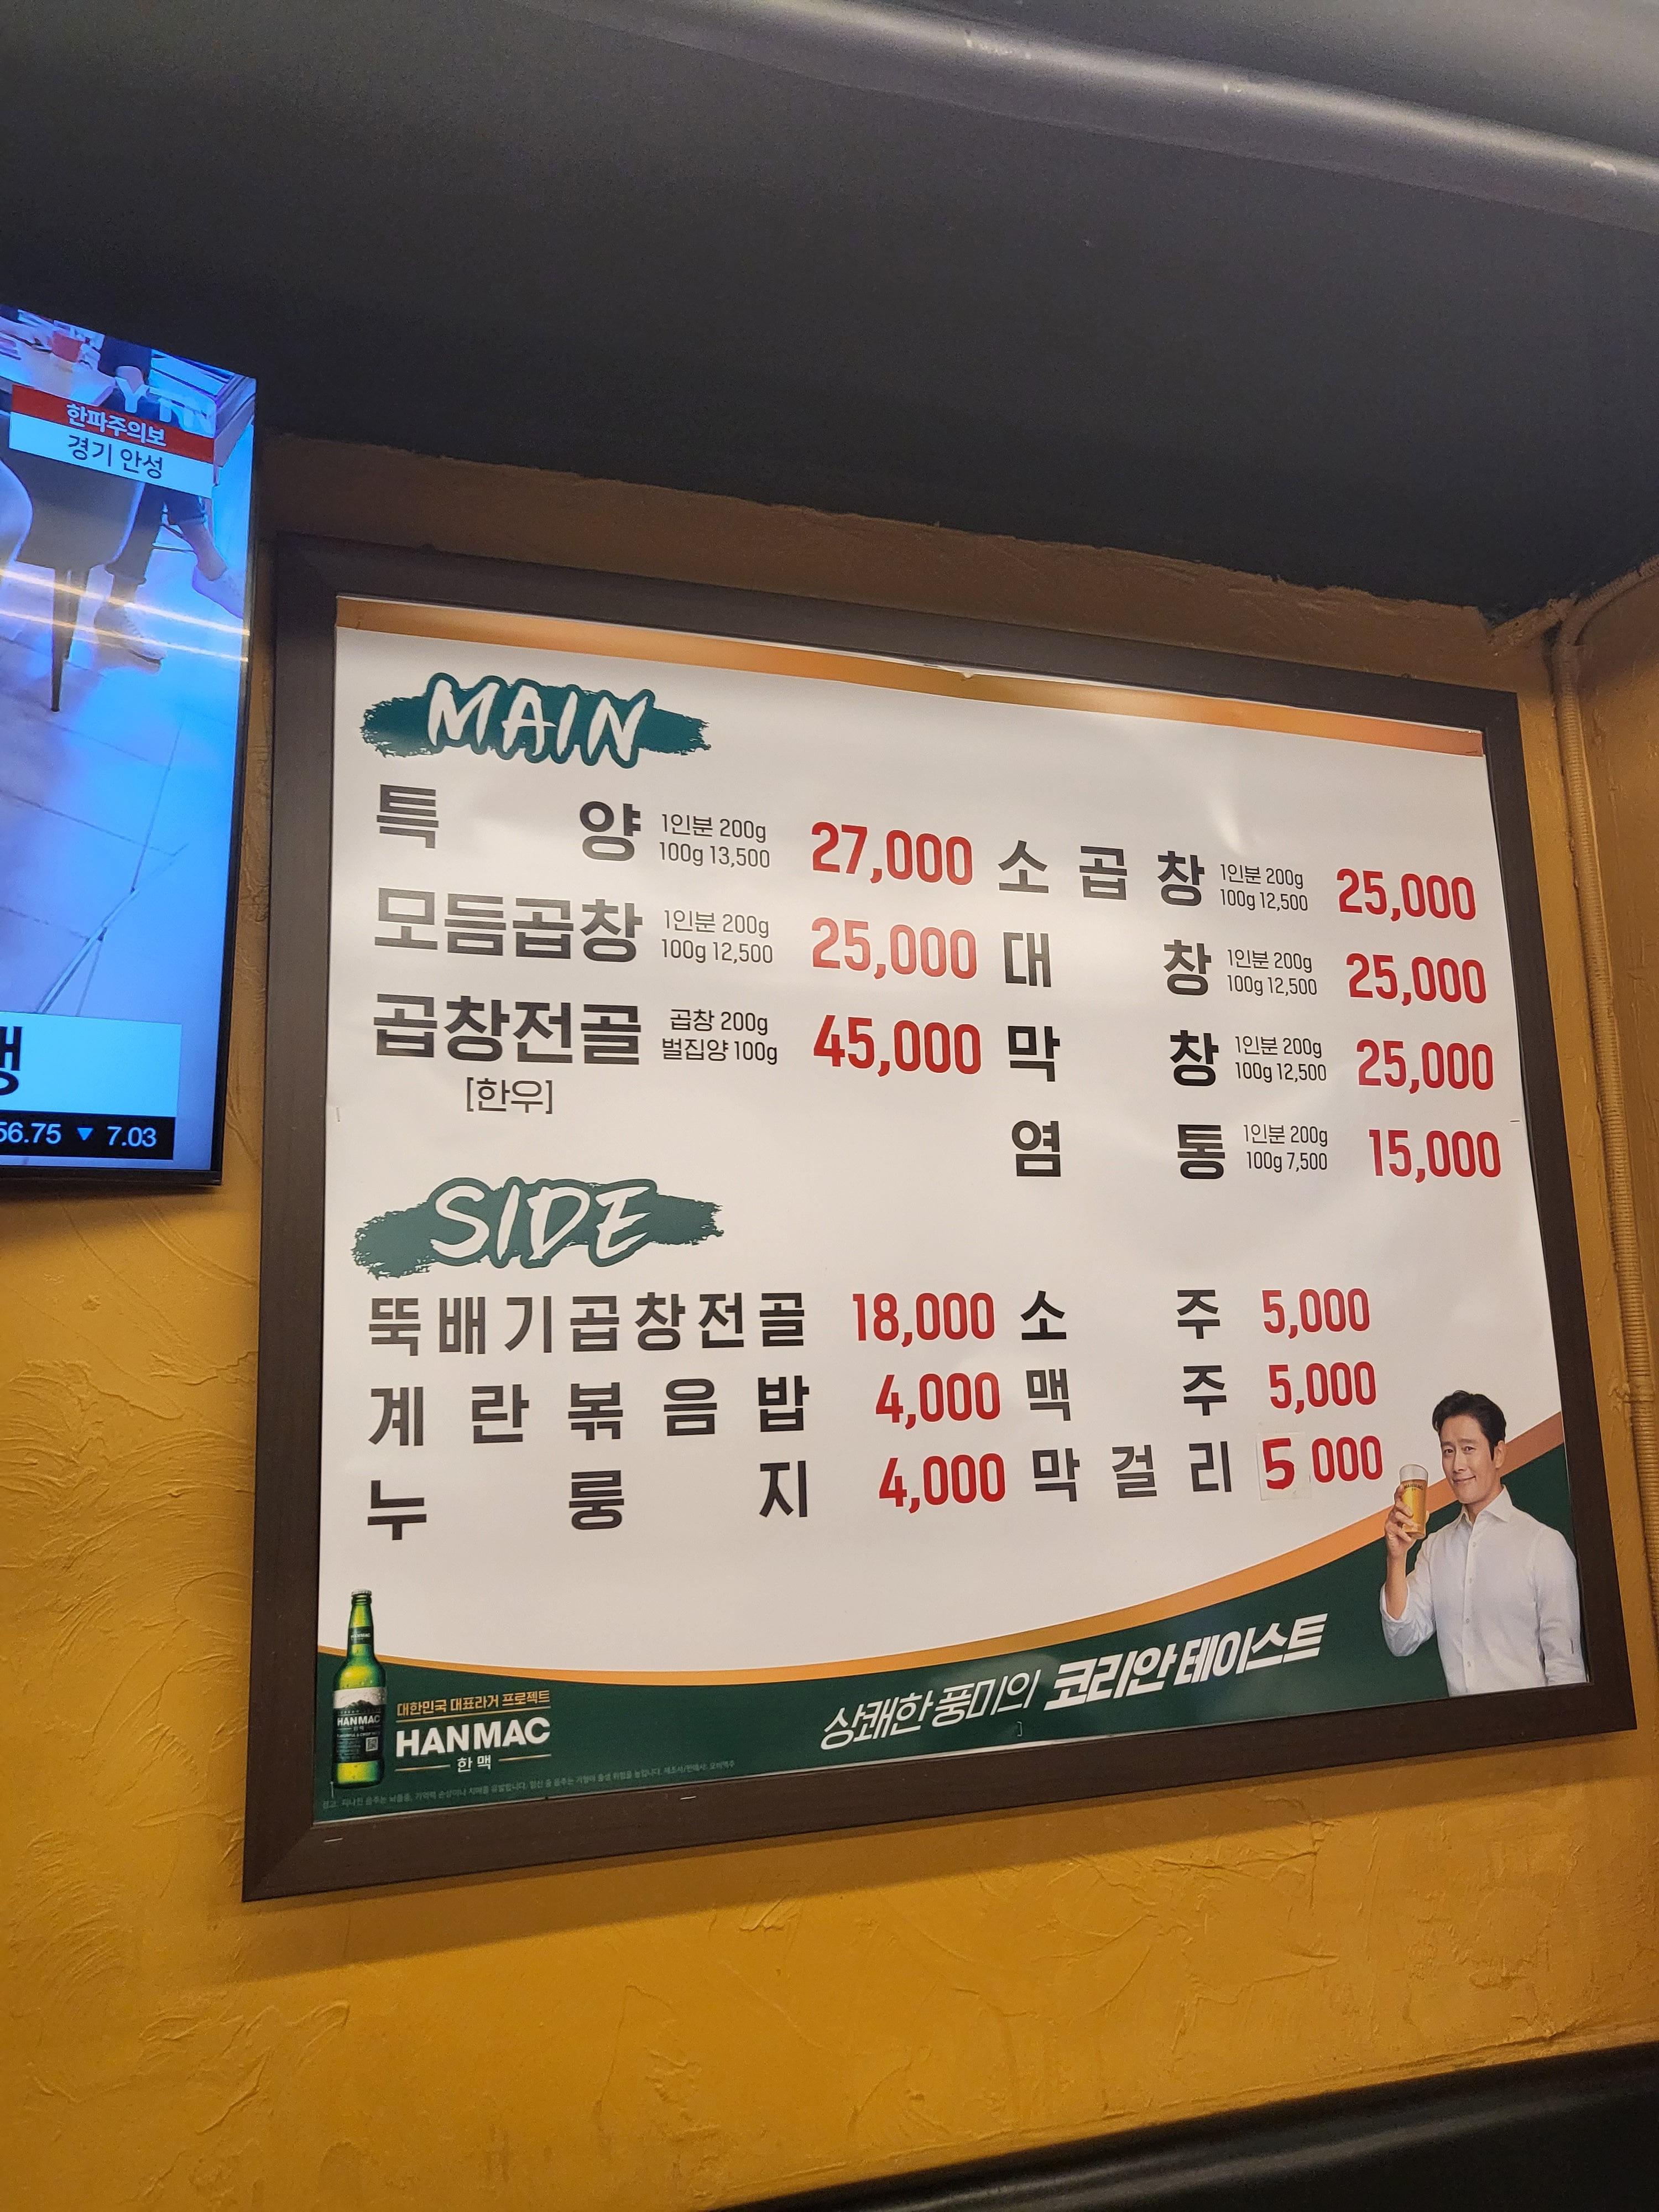 YTN
한파주의보
경기 안성
56.75 ▼ 7.03
MAIN
특 양 1인분 200g 100g 13,500 27,000
모듬곱창 1인분 200g 100g 12,500 25,000
곱창전골 곱창 200g 벌집양 100g 45,000
[한우]
소 곱 창 1인분 200g 100g 12,500 25,000
대 창 1인분 200g 100g 12,500 25,000
막 창 1인분 200g 100g 12,500 25,000
염 통 1인분 200g 100g 7,500 15,000
SIDE
뚝배기곱창전골 18,000
계란볶음밥 4,000
누룽지 4,000
소 주 5,000
맥 주 5,000
막 걸 리 5 000
HANMAC
대한민국 대표라거 프로젝트
HANMAC
한맥
상쾌한 풍미의 코리안 테이스트